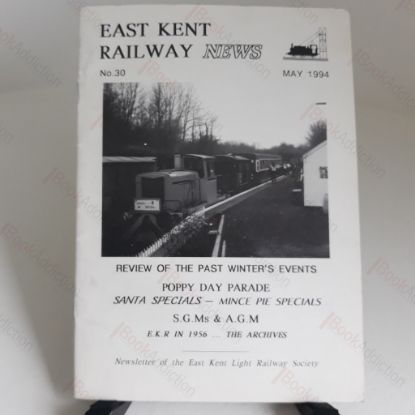 EAST KENT
RAILWAY NEWS
No.30
MAY 1994
REVIEW OF THE PAST WINTER'S EVENTS
POPPY DAY PARADE
SANTA SPECIALS — MINCE PIE SPECIALS
S.G.Ms & A.G.M
E.K.R IN 1956 ... THE ARCHIVES
Newsletter of the East Kent Light Railway Society
BookAddiction